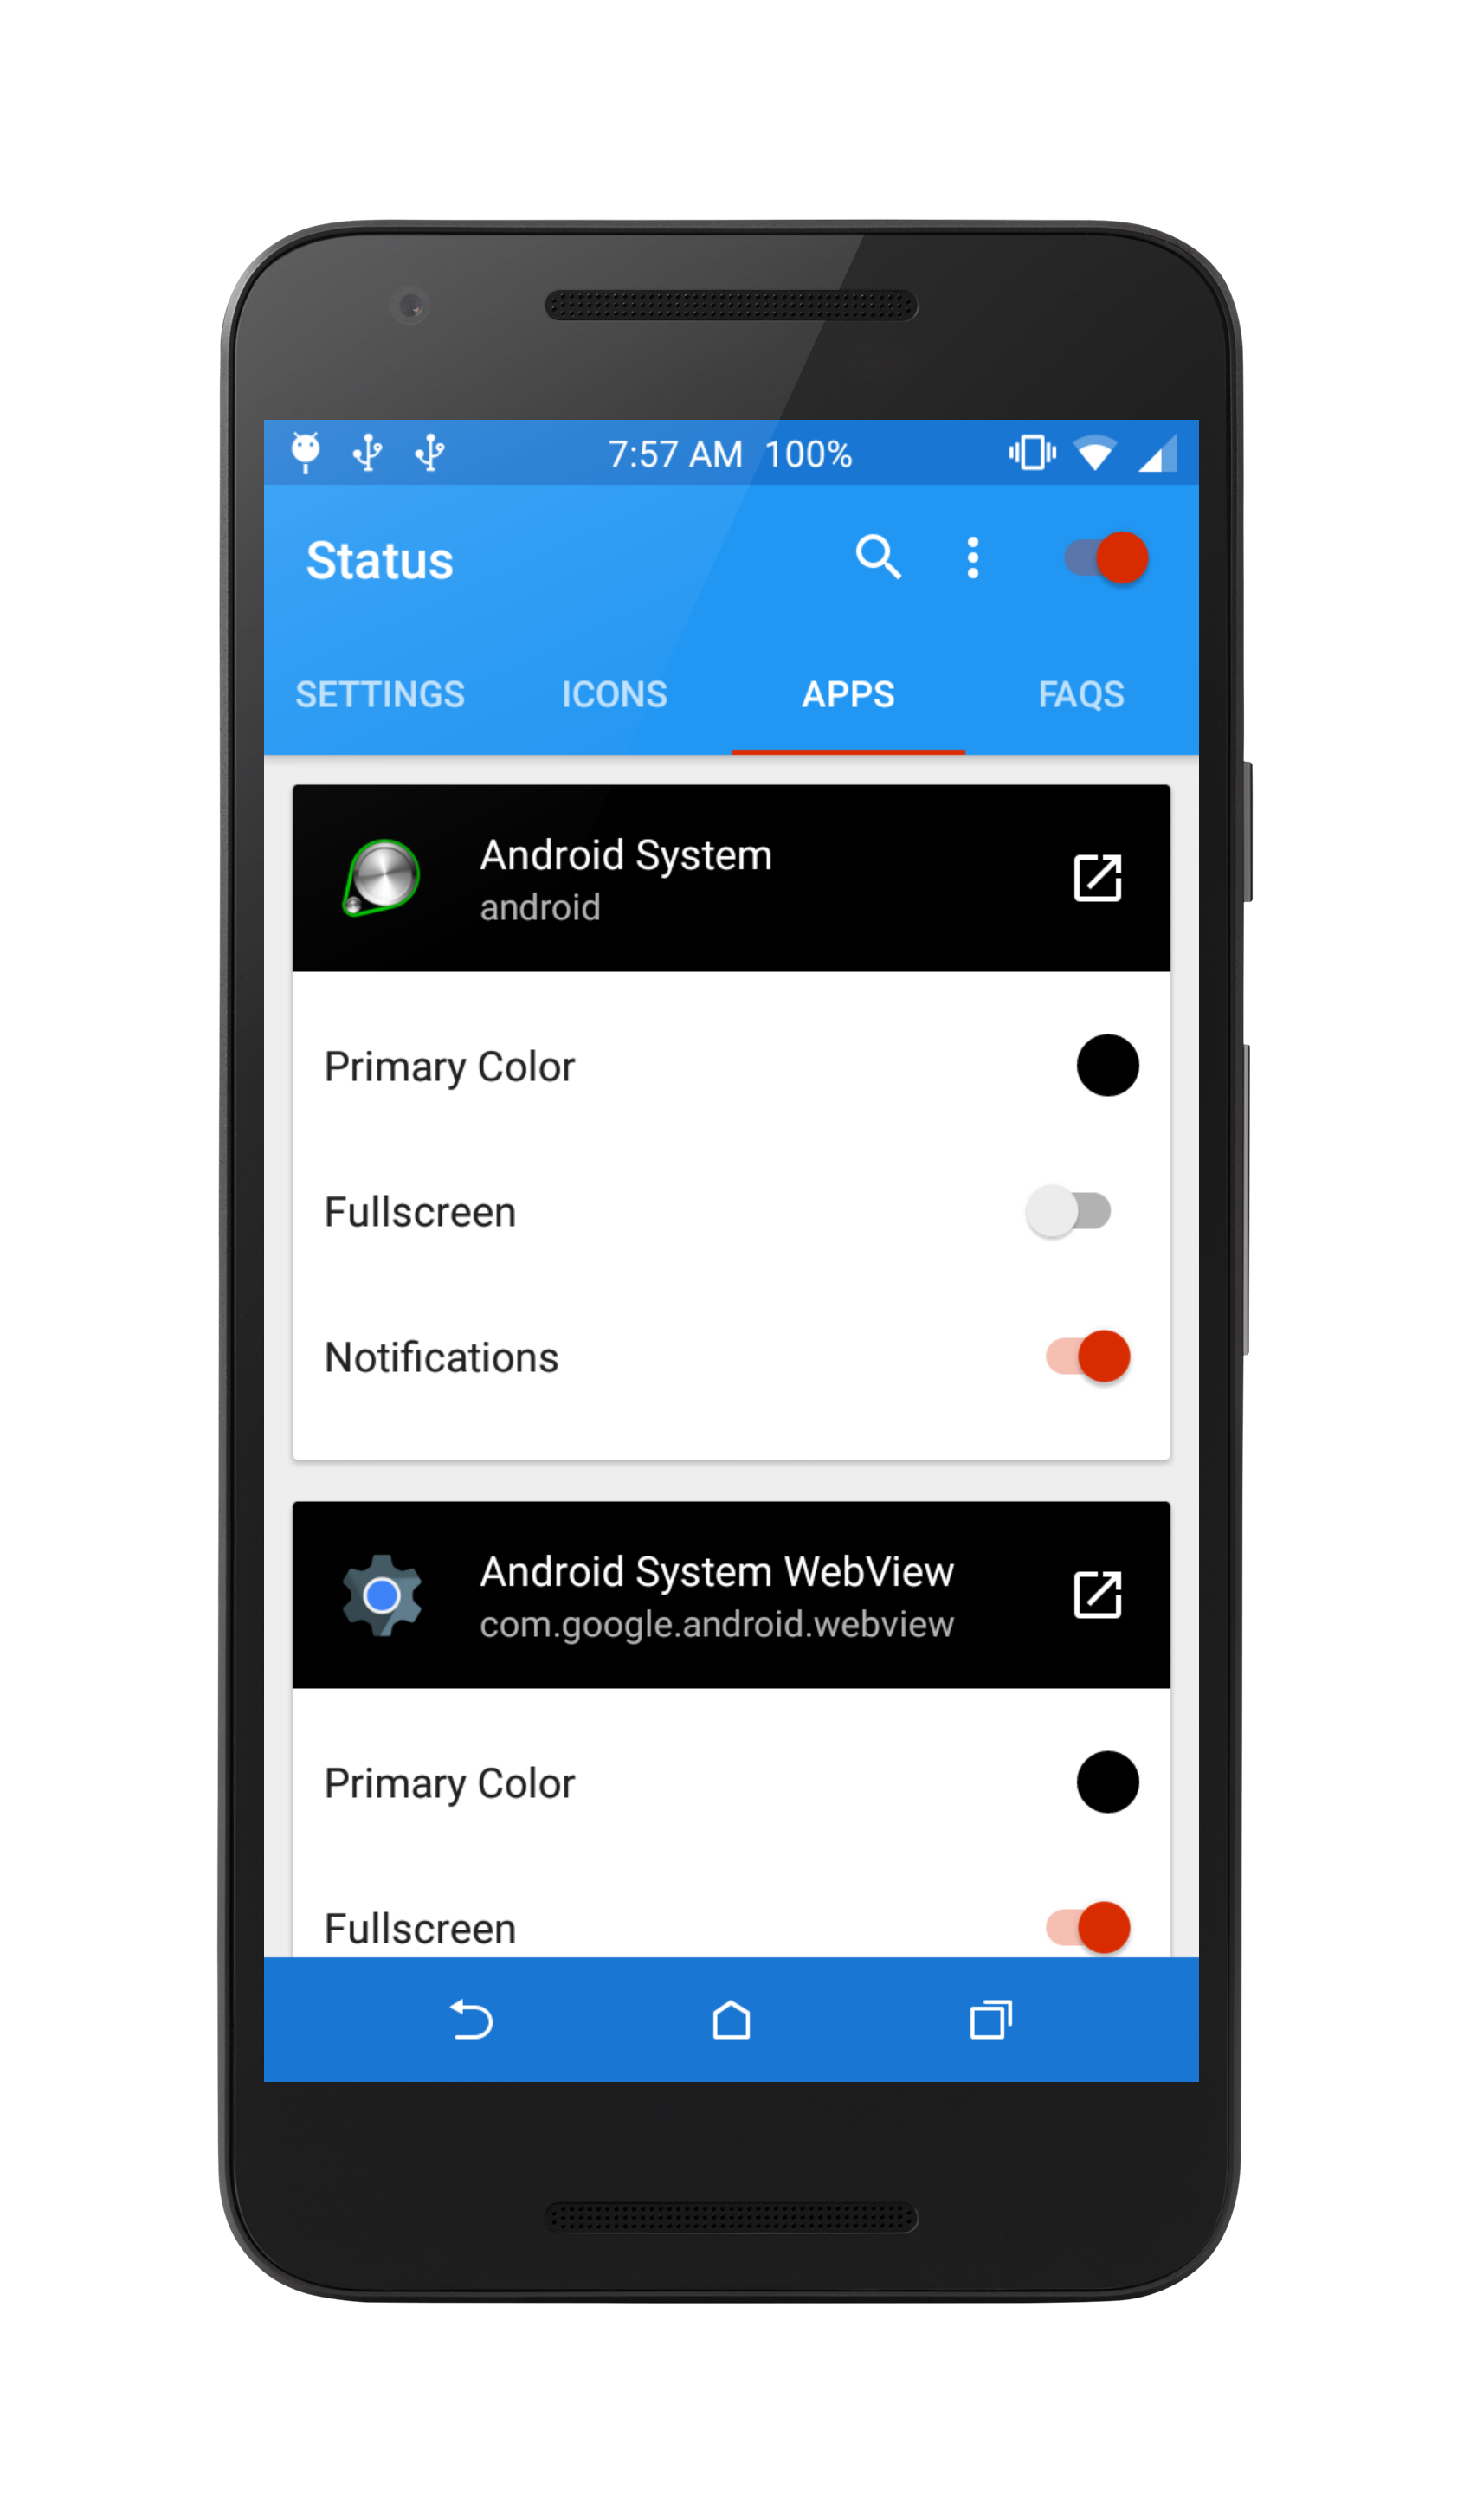 7:57 AM 100%
Status
SETTINGS ICONS APPS FAQS
Android System
android
Primary Color
Fullscreen
Notifications
Android System WebView
com.google.android.webview
Primary Color
Fullscreen